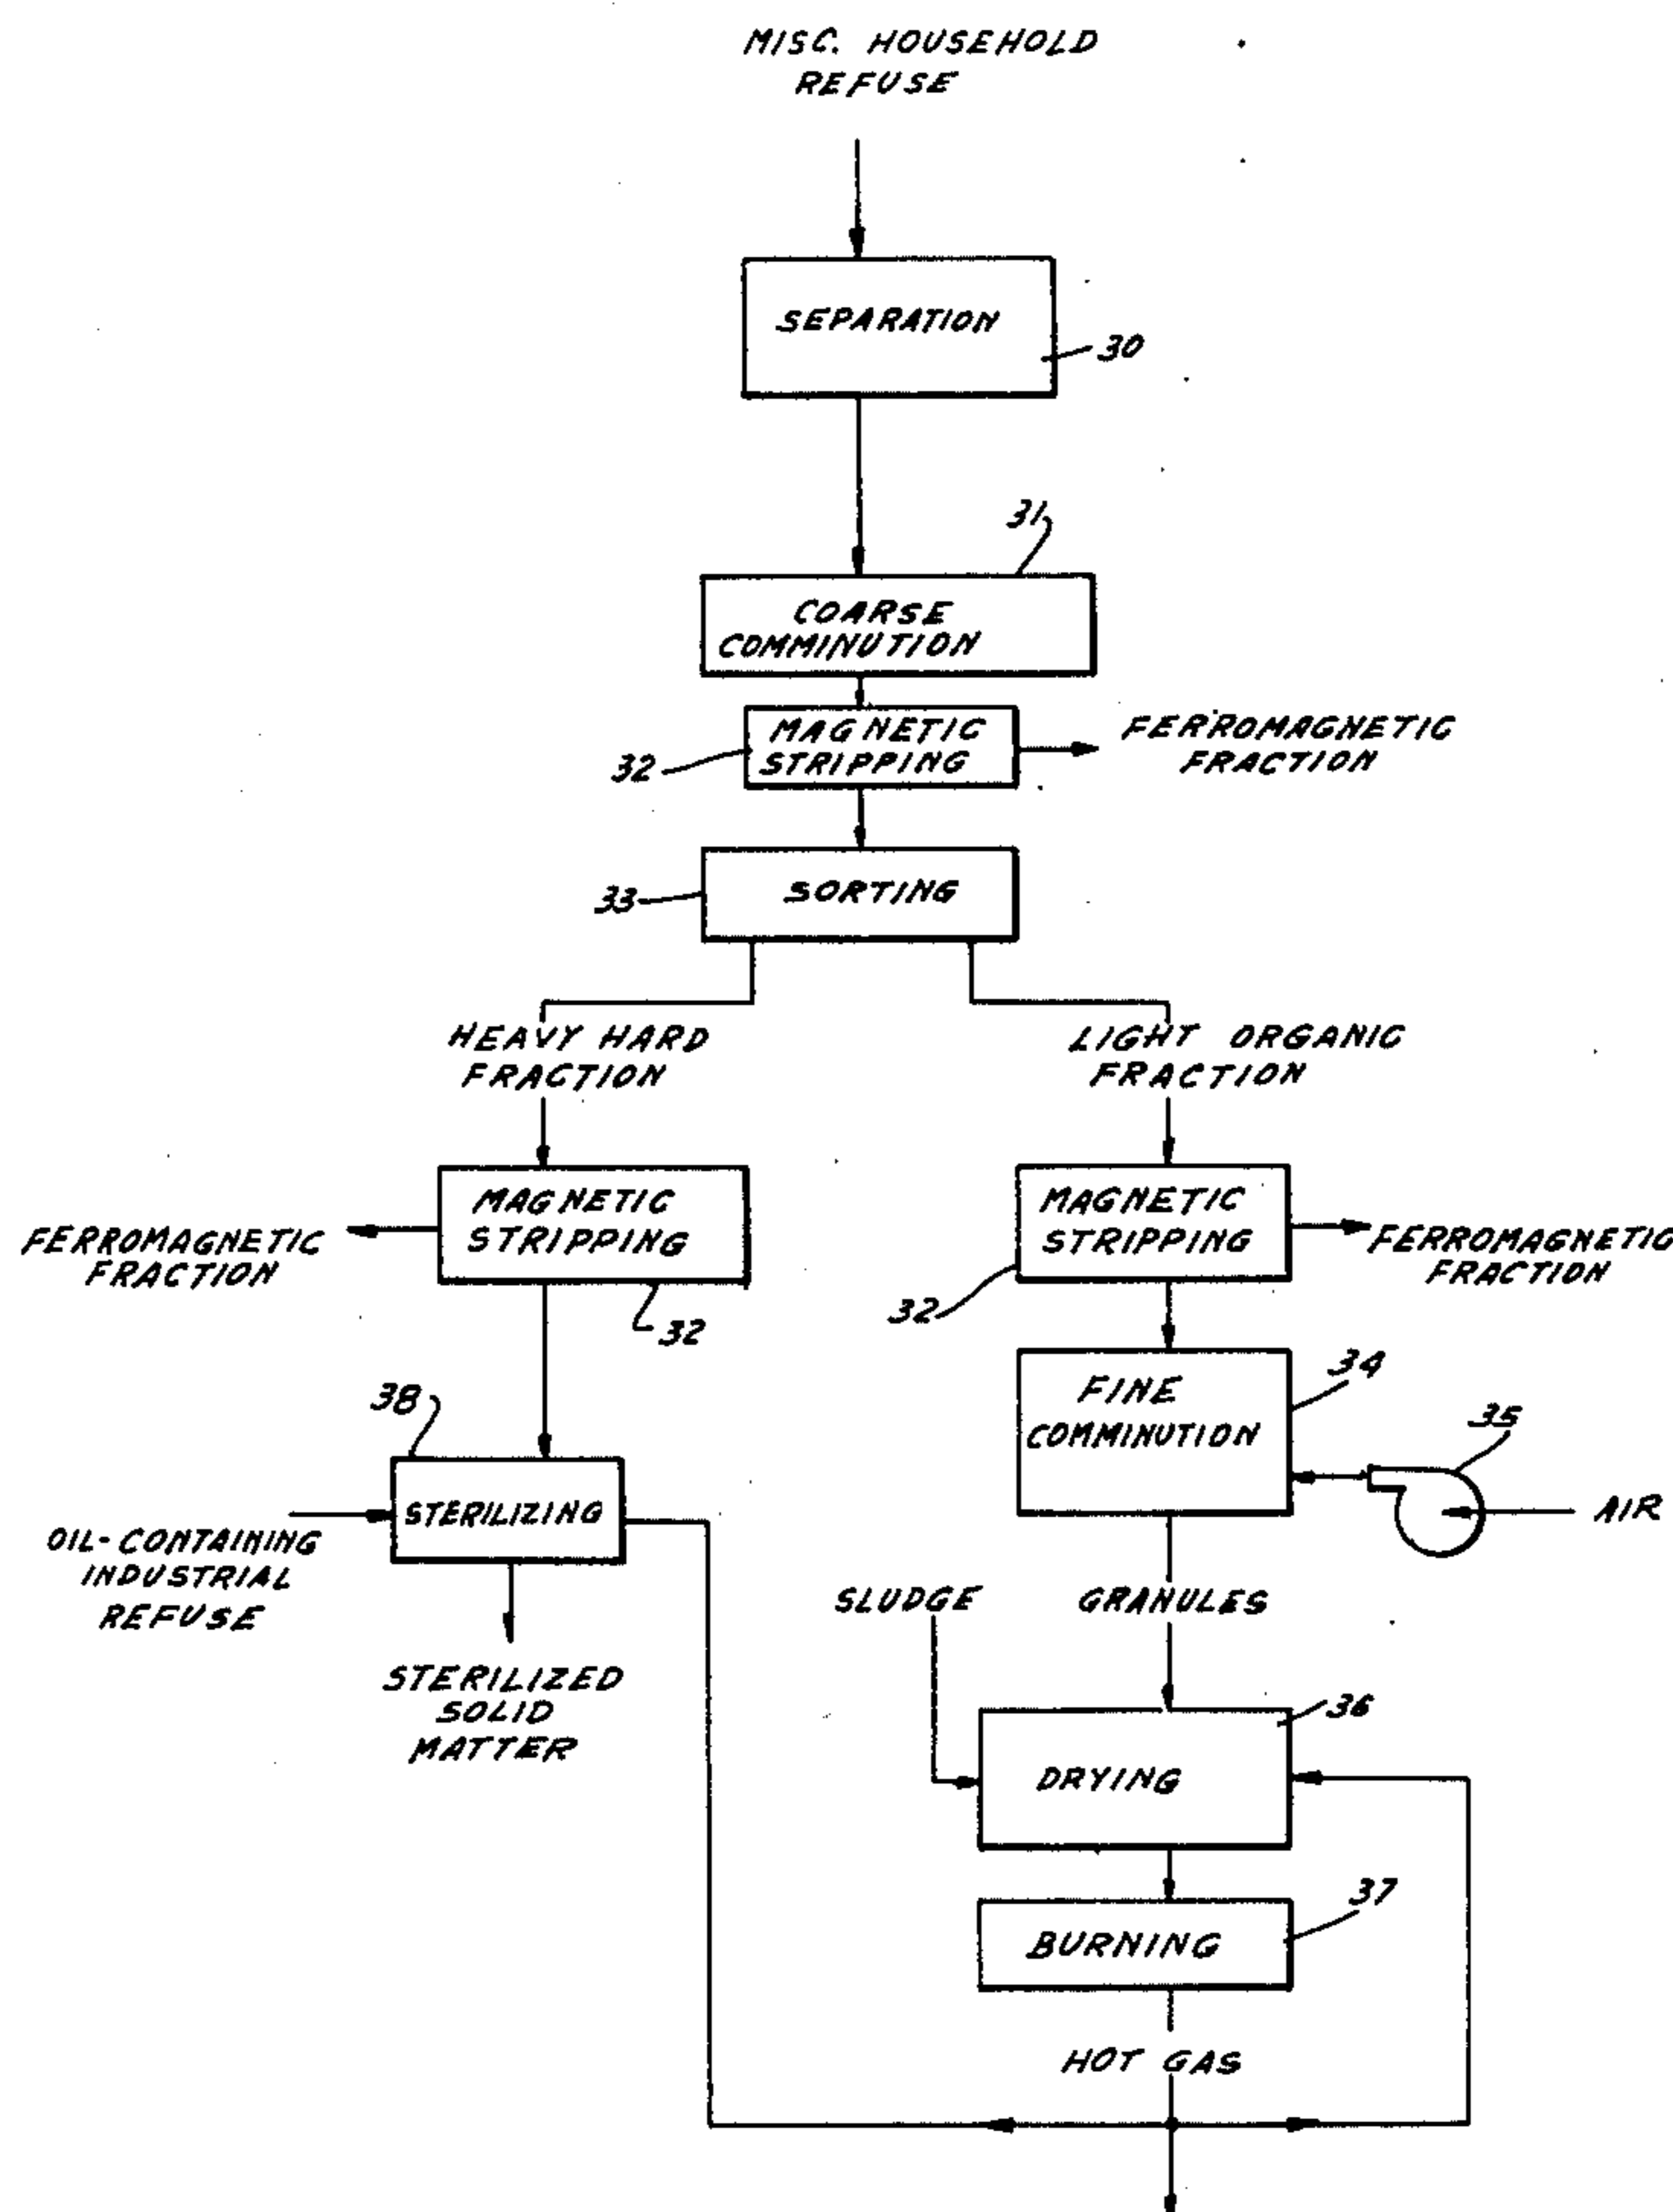 MISC. HOUSEHOLD
REFUSE
SEPARATION
30
31
COARSE
COMMINUTION
MAGNETIC
STRIPPING
32
FERROMAGNETIC
FRACTION
SORTING
33
HEAVY HARD
FRACTION
LIGHT ORGANIC
FRACTION
MAGNETIC
STRIPPING
32
FERROMAGNETIC
FRACTION
MAGNETIC
STRIPPING
32
FERROMAGNETIC
FRACTION
38
STERILIZING
OIL-CONTAINING
INDUSTRIAL
REFUSE
STERILIZED
SOLID
MATTER
FINE
COMMINUTION
34
35
AIR
SLUDGE
GRANULES
36
DRYING
37
BURNING
HOT GAS